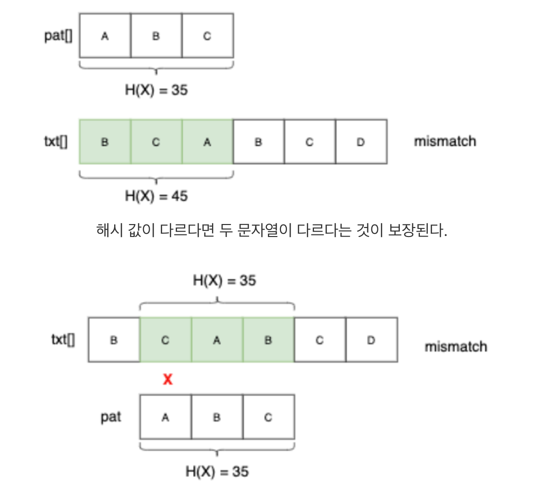 pat[] A B C
H(X) = 35
txt[] B C A B C D mismatch
H(X) = 45
해시 값이 다르다면 두 문자열이 다르다는 것이 보장된다.
H(X) = 35
txt[] B C A B C D mismatch
X
pat A B C
H(X) = 35